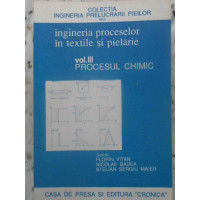 COLECTIA
INGINERIA PRELUCRARII PIEILOR
ingineria proceselor
în textile şi pielărie
vol.III
PROCESUL CHIMIC
FLORIN VITAN
NICOLAE BADEA
STELIAN SERGIU MAIER
CASA DE PRESA SI EDITURA "CRONICA"